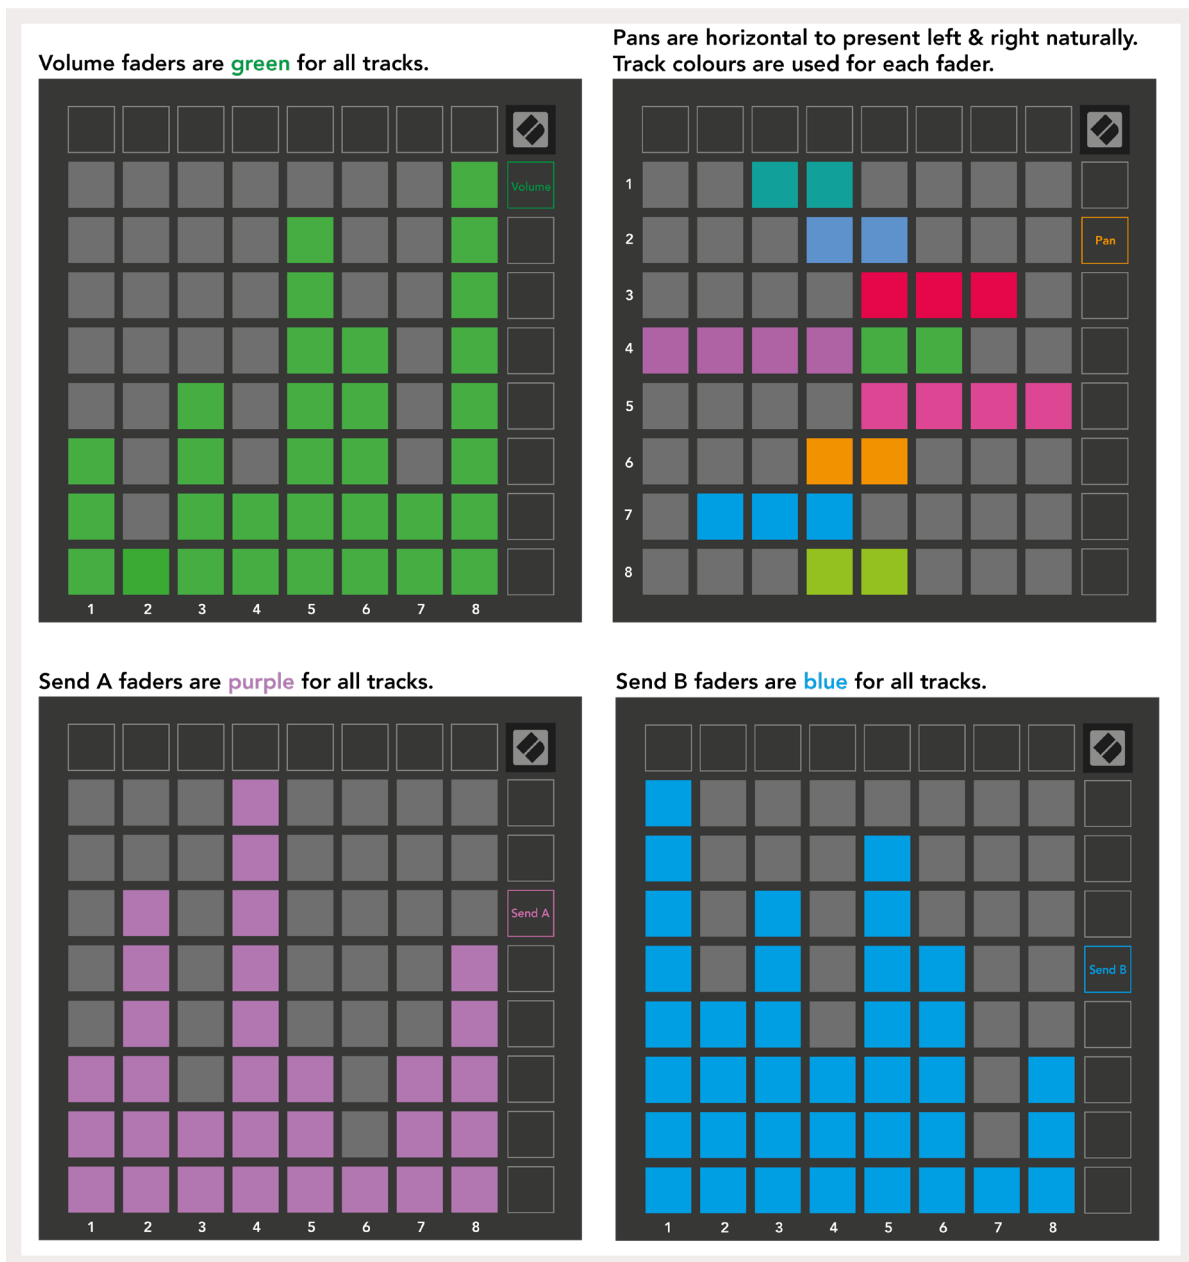 Volume faders are green for all tracks.
Volume
1 2 3 4 5 6 7 8
Pans are horizontal to present left & right naturally.
Track colours are used for each fader.
1
2
Pan
3
4
5
6
7
8
Send A faders are purple for all tracks.
Send A
1 2 3 4 5 6 7 8
Send B faders are blue for all tracks.
Send B
1 2 3 4 5 6 7 8